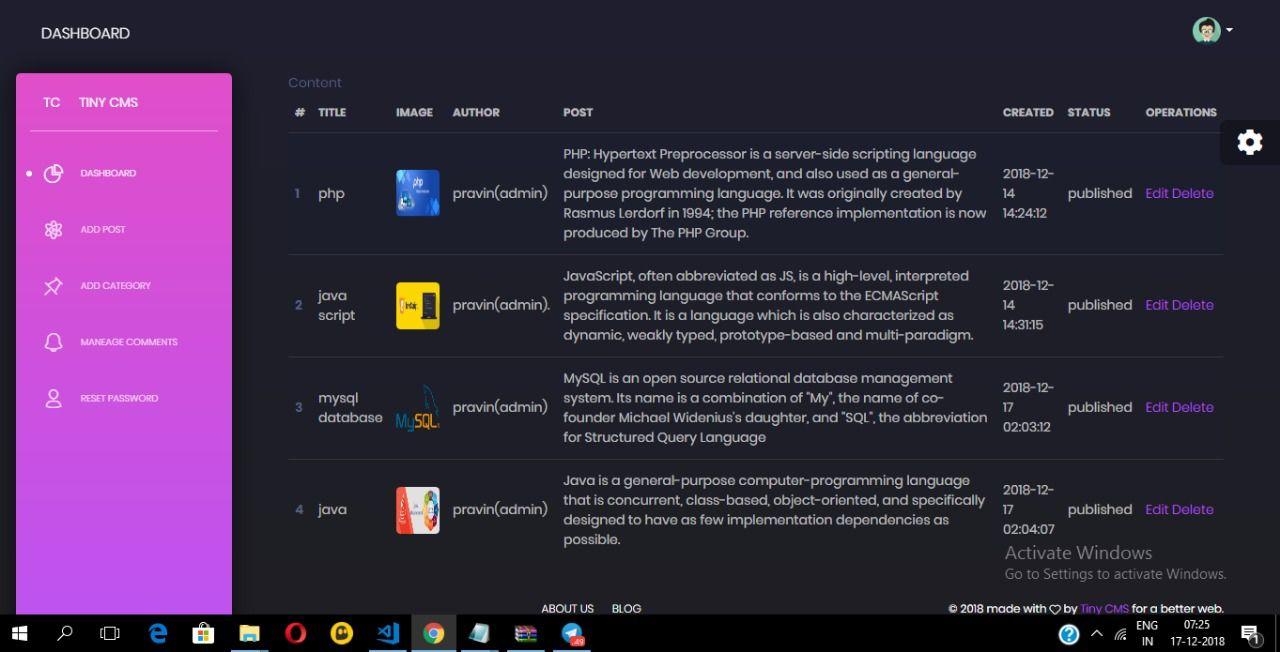 DASHBOARD
TC TINY CMS
DASHBOARD
ADD POST
ADD CATEGORY
MANEAGE COMMENTS
RESET PASSWORD
Content
# TITLE IMAGE AUTHOR POST CREATED STATUS OPERATIONS
PHP: Hypertext Preprocessor is a server-side scripting language
designed for Web development, and also used as a general-
purpose programming language. It was originally created by
Rasmus Lerdorf in 1994; the PHP reference implementation is now
produced by The PHP Group.
1 php
php
pravin(admin)
2018-12-
14
14:24:12
published Edit Delete
JavaScript, often abbreviated as JS, is a high-level, interpreted
programming language that conforms to the ECMAScript
specification. It is a language which is also characterized as
dynamic, weakly typed, prototype-based and multi-paradigm.
2 java
script
pravin(admin).
2018-12-
14
14:31:15
published Edit Delete
MySQL is an open source relational database management
system. Its name is a combination of "My", the name of co-
founder Michael Widenius's daughter, and "SQL", the abbreviation
for Structured Query Language
3 mysql
database
MySQL
pravin(admin)
2018-12-
17
02:03:12
published Edit Delete
Java is a general-purpose computer-programming language
that is concurrent, class-based, object-oriented, and specifically
designed to have as few implementation dependencies as
possible.
4 java
pravin(admin)
2018-12-
17
02:04:07
published Edit Delete
Activate Windows
Go to Settings to activate Windows.
ABOUT US BLOG
© 2018 made with ♡ by Tiny CMS for a better web.
49
ENG
IN
07:25
17-12-2018
1